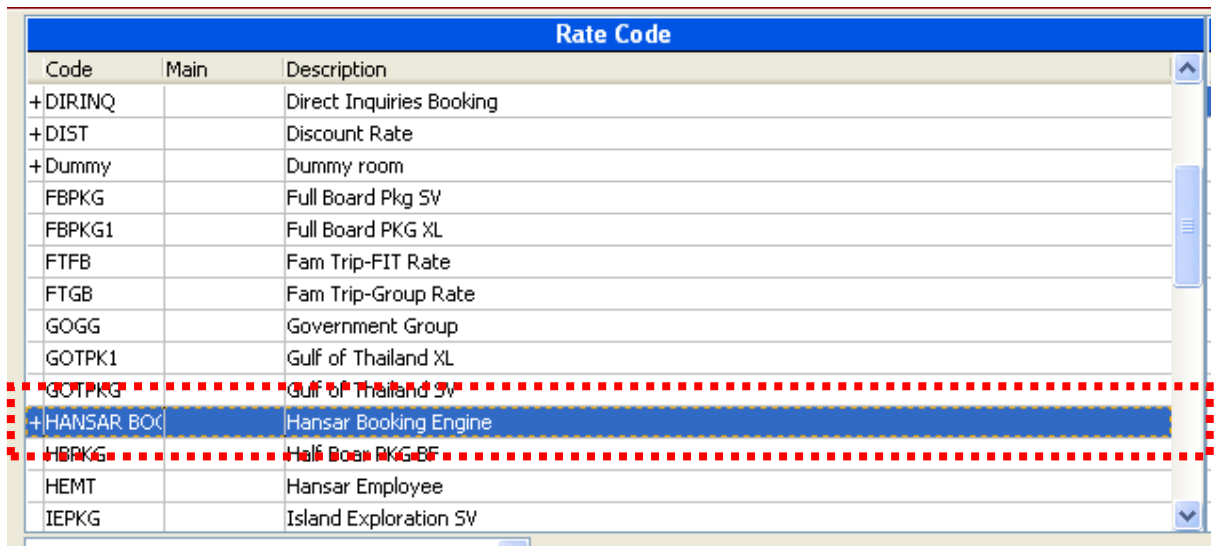 Rate Code
Code Main Description
+DIRINQ Direct Inquiries Booking
+DIST Discount Rate
+Dummy Dummy room
FBPKG Full Board Pkg SV
FBPKG1 Full Board PKG XL
FTFB Fam Trip-FIT Rate
FTGB Fam Trip-Group Rate
GOGG Government Group
GOTPK1 Gulf of Thailand XL
GOTPKG Gulf of Thailand SV
+HANSAR BOO Hansar Booking Engine
HBPKG Half Boar PKG BF
HEMT Hansar Employee
IEPKG Island Exploration SV